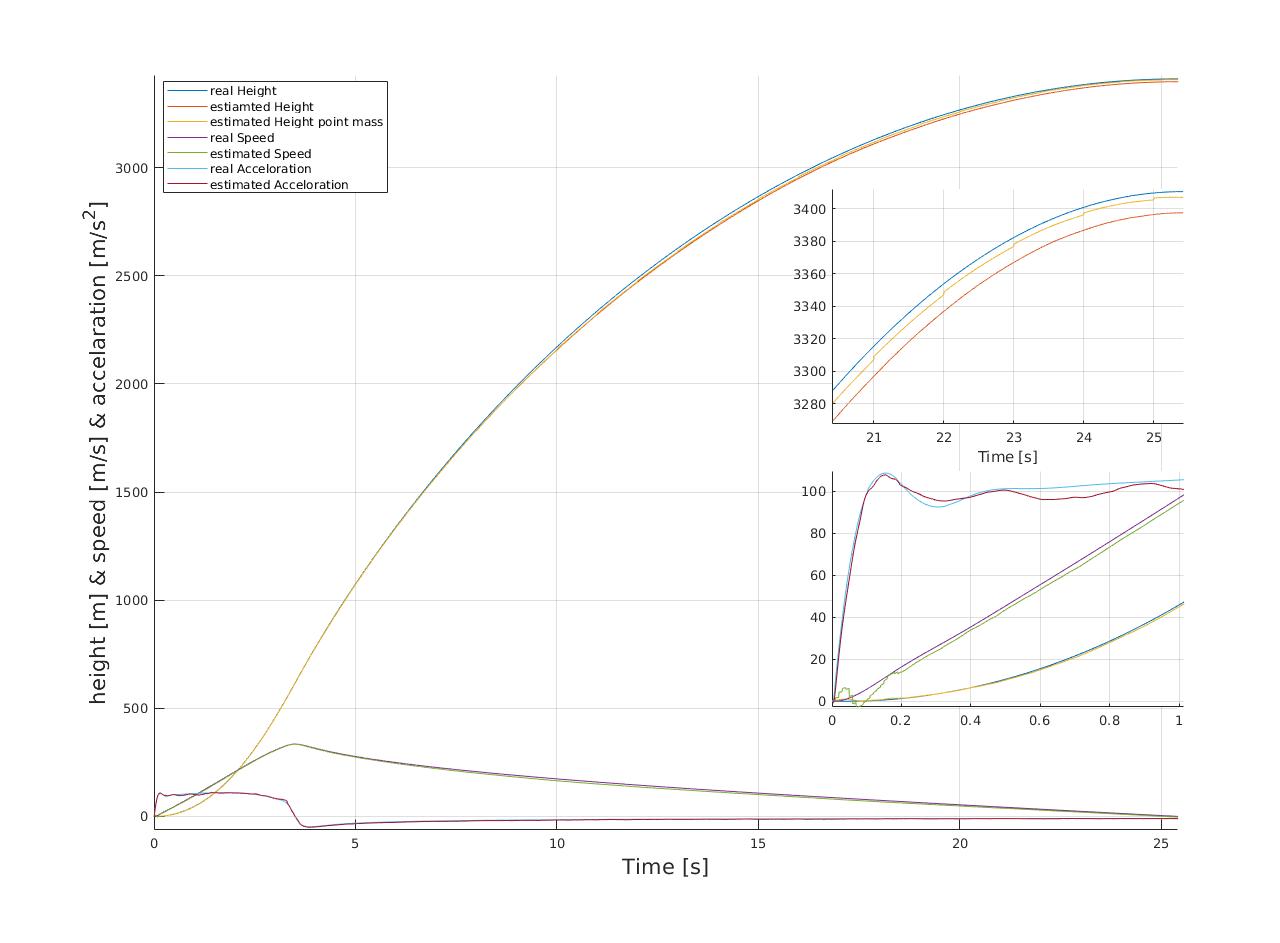 real Height
estiamted Height
estimated Height point mass
real Speed
estimated Speed
real Acceloration
estimated Acceloration
height [m] & speed [m/s] & accelaration [m/s²]
3000
2500
2000
1500
1000
500
0
0 5 10 15 20 25
Time [s]
3400
3380
3360
3340
3320
3300
3280
21 22 23 24 25
Time [s]
100
80
60
40
20
0
0 0.2 0.4 0.6 0.8 1